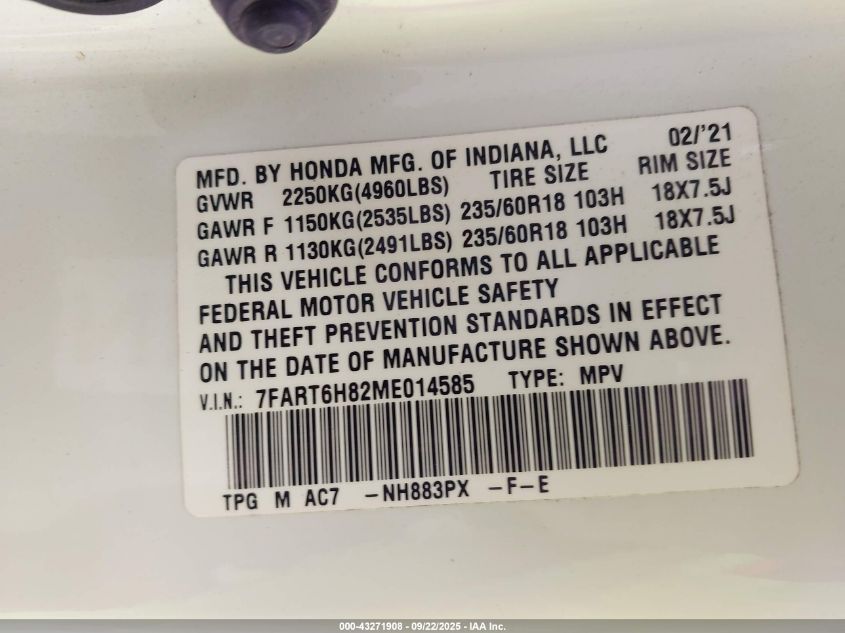 MFD. BY HONDA MFG. OF INDIANA, LLC 02/'21
GVWR 2250KG(4960LBS) TIRE SIZE RIM SIZE
GAWR F 1150KG(2535LBS) 235/60R18 103H 18X7.5J
GAWR R 1130KG(2491LBS) 235/60R18 103H 18X7.5J
THIS VEHICLE CONFORMS TO ALL APPLICABLE
FEDERAL MOTOR VEHICLE SAFETY
AND THEFT PREVENTION STANDARDS IN EFFECT
ON THE DATE OF MANUFACTURE SHOWN ABOVE.
V.I.N.: 7FART6H82ME014585 TYPE: MPV
TPG M AC7 -NH883PX -F-E
000-43271908 - 09/22/2025 - IAA Inc.